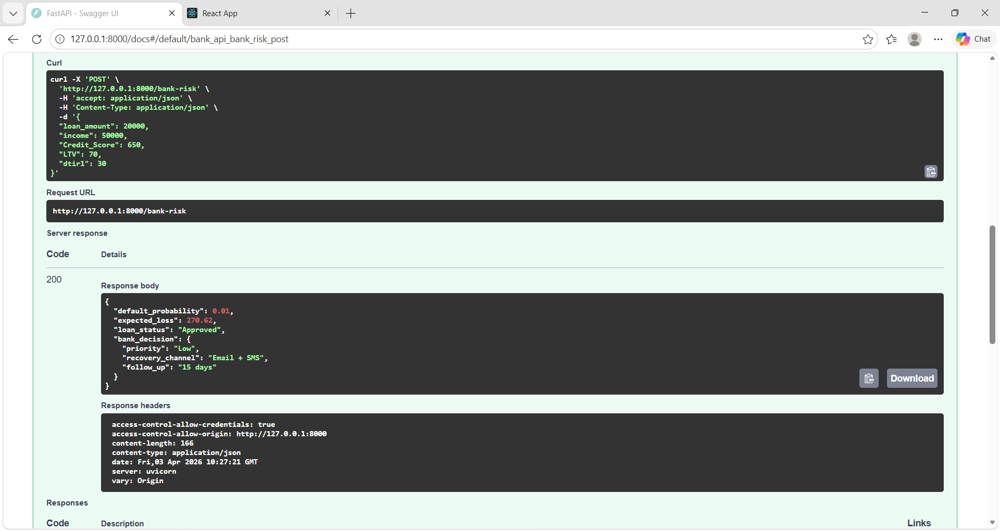 FastAPI - Swagger UI
React App
127.0.0.1:8000/docs#/default/bank_api_bank_risk_post
Chat
Curl
curl -X 'POST' \
  'http://127.0.0.1:8000/bank-risk' \
  -H 'accept: application/json' \
  -H 'Content-Type: application/json' \
  -d '{
  "loan_amount": 20000,
  "income": 50000,
  "Credit_Score": 650,
  "LTV": 70,
  "dtir1": 30
}'
Request URL
http://127.0.0.1:8000/bank-risk
Server response
Code Details
200
Response body
{
  "default_probability": 0.01,
  "expected_loss": 270.62,
  "loan_status": "Approved",
  "bank_decision": {
    "priority": "Low",
    "recovery_channel": "Email + SMS",
    "follow_up": "15 days"
  }
}
Download
Response headers
access-control-allow-credentials: true
access-control-allow-origin: http://127.0.0.1:8000
content-length: 166
content-type: application/json
date: Fri,03 Apr 2026 10:27:21 GMT
server: uvicorn
vary: Origin
Responses
Code Description Links